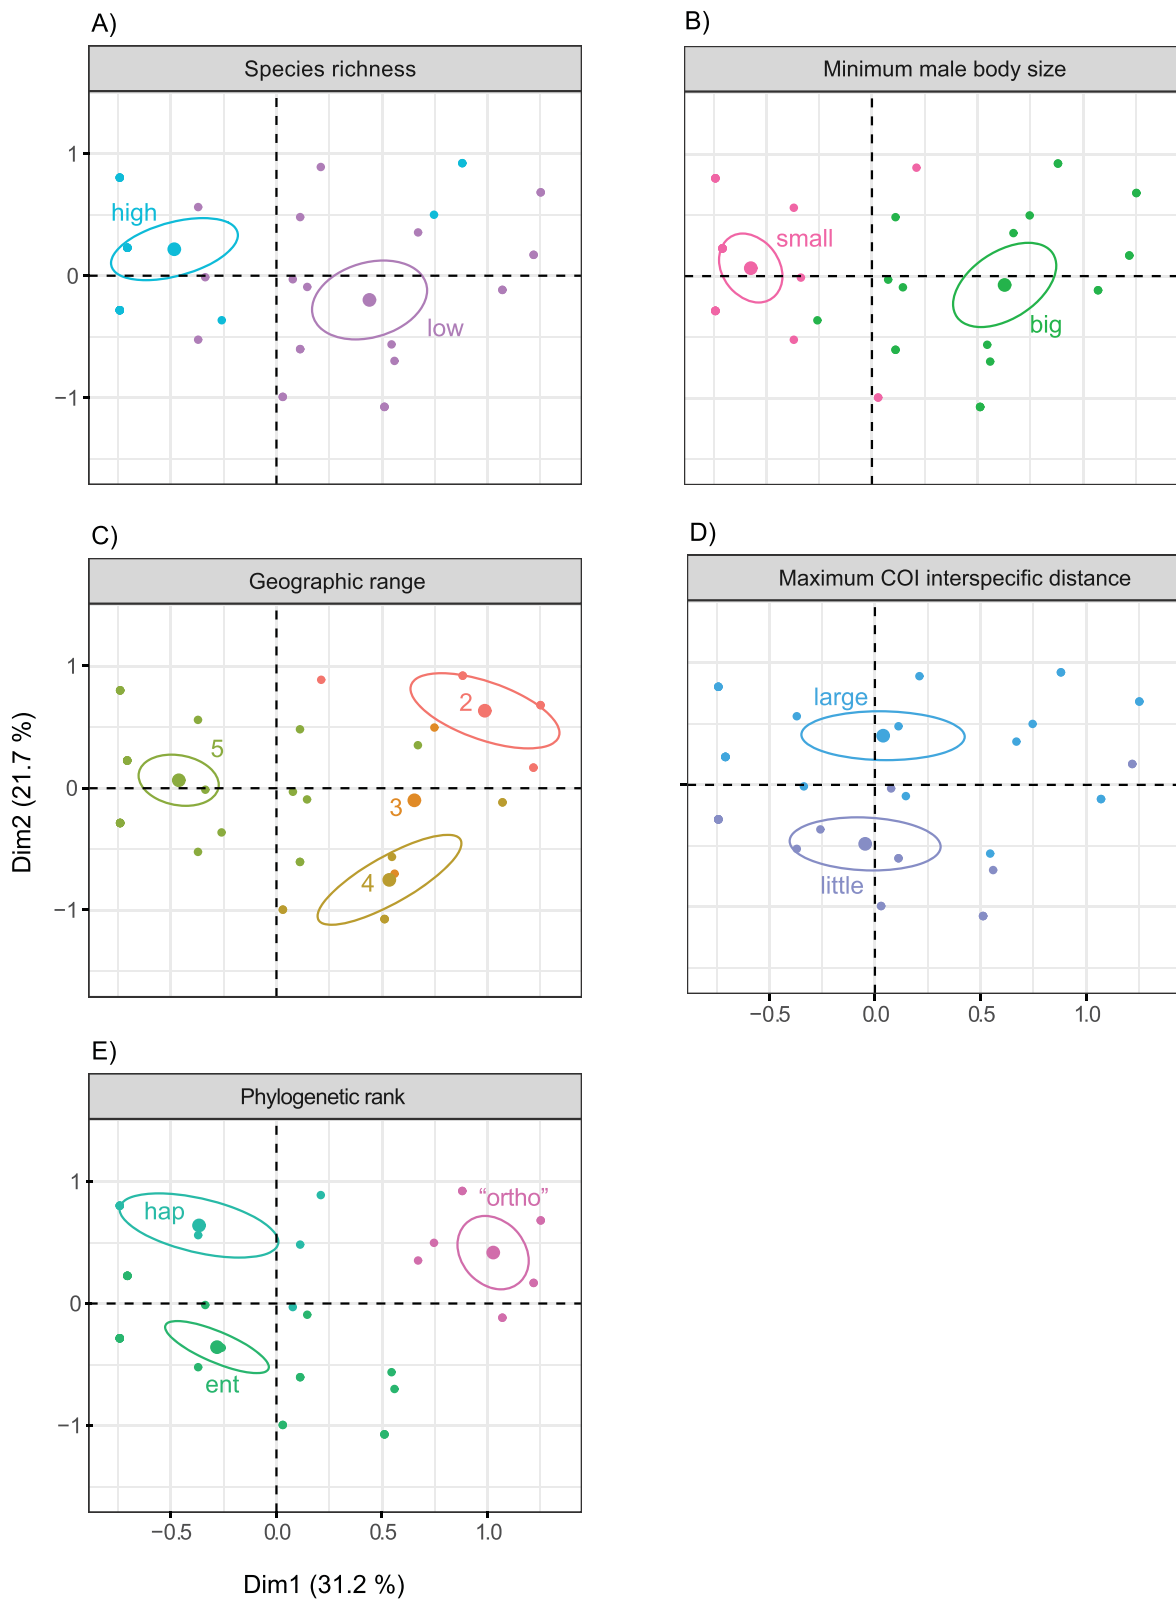 A)
Species richness
high
low
1
0
−1
B)
Minimum male body size
small
big
C)
Geographic range
2
5
3
4
1
0
−1
Dim2 (21.7 %)
D)
Maximum COI interspecific distance
large
little
−0.5 0.0 0.5 1.0
E)
Phylogenetic rank
hap
“ortho”
ent
1
0
−1
−0.5 0.0 0.5 1.0
Dim1 (31.2 %)